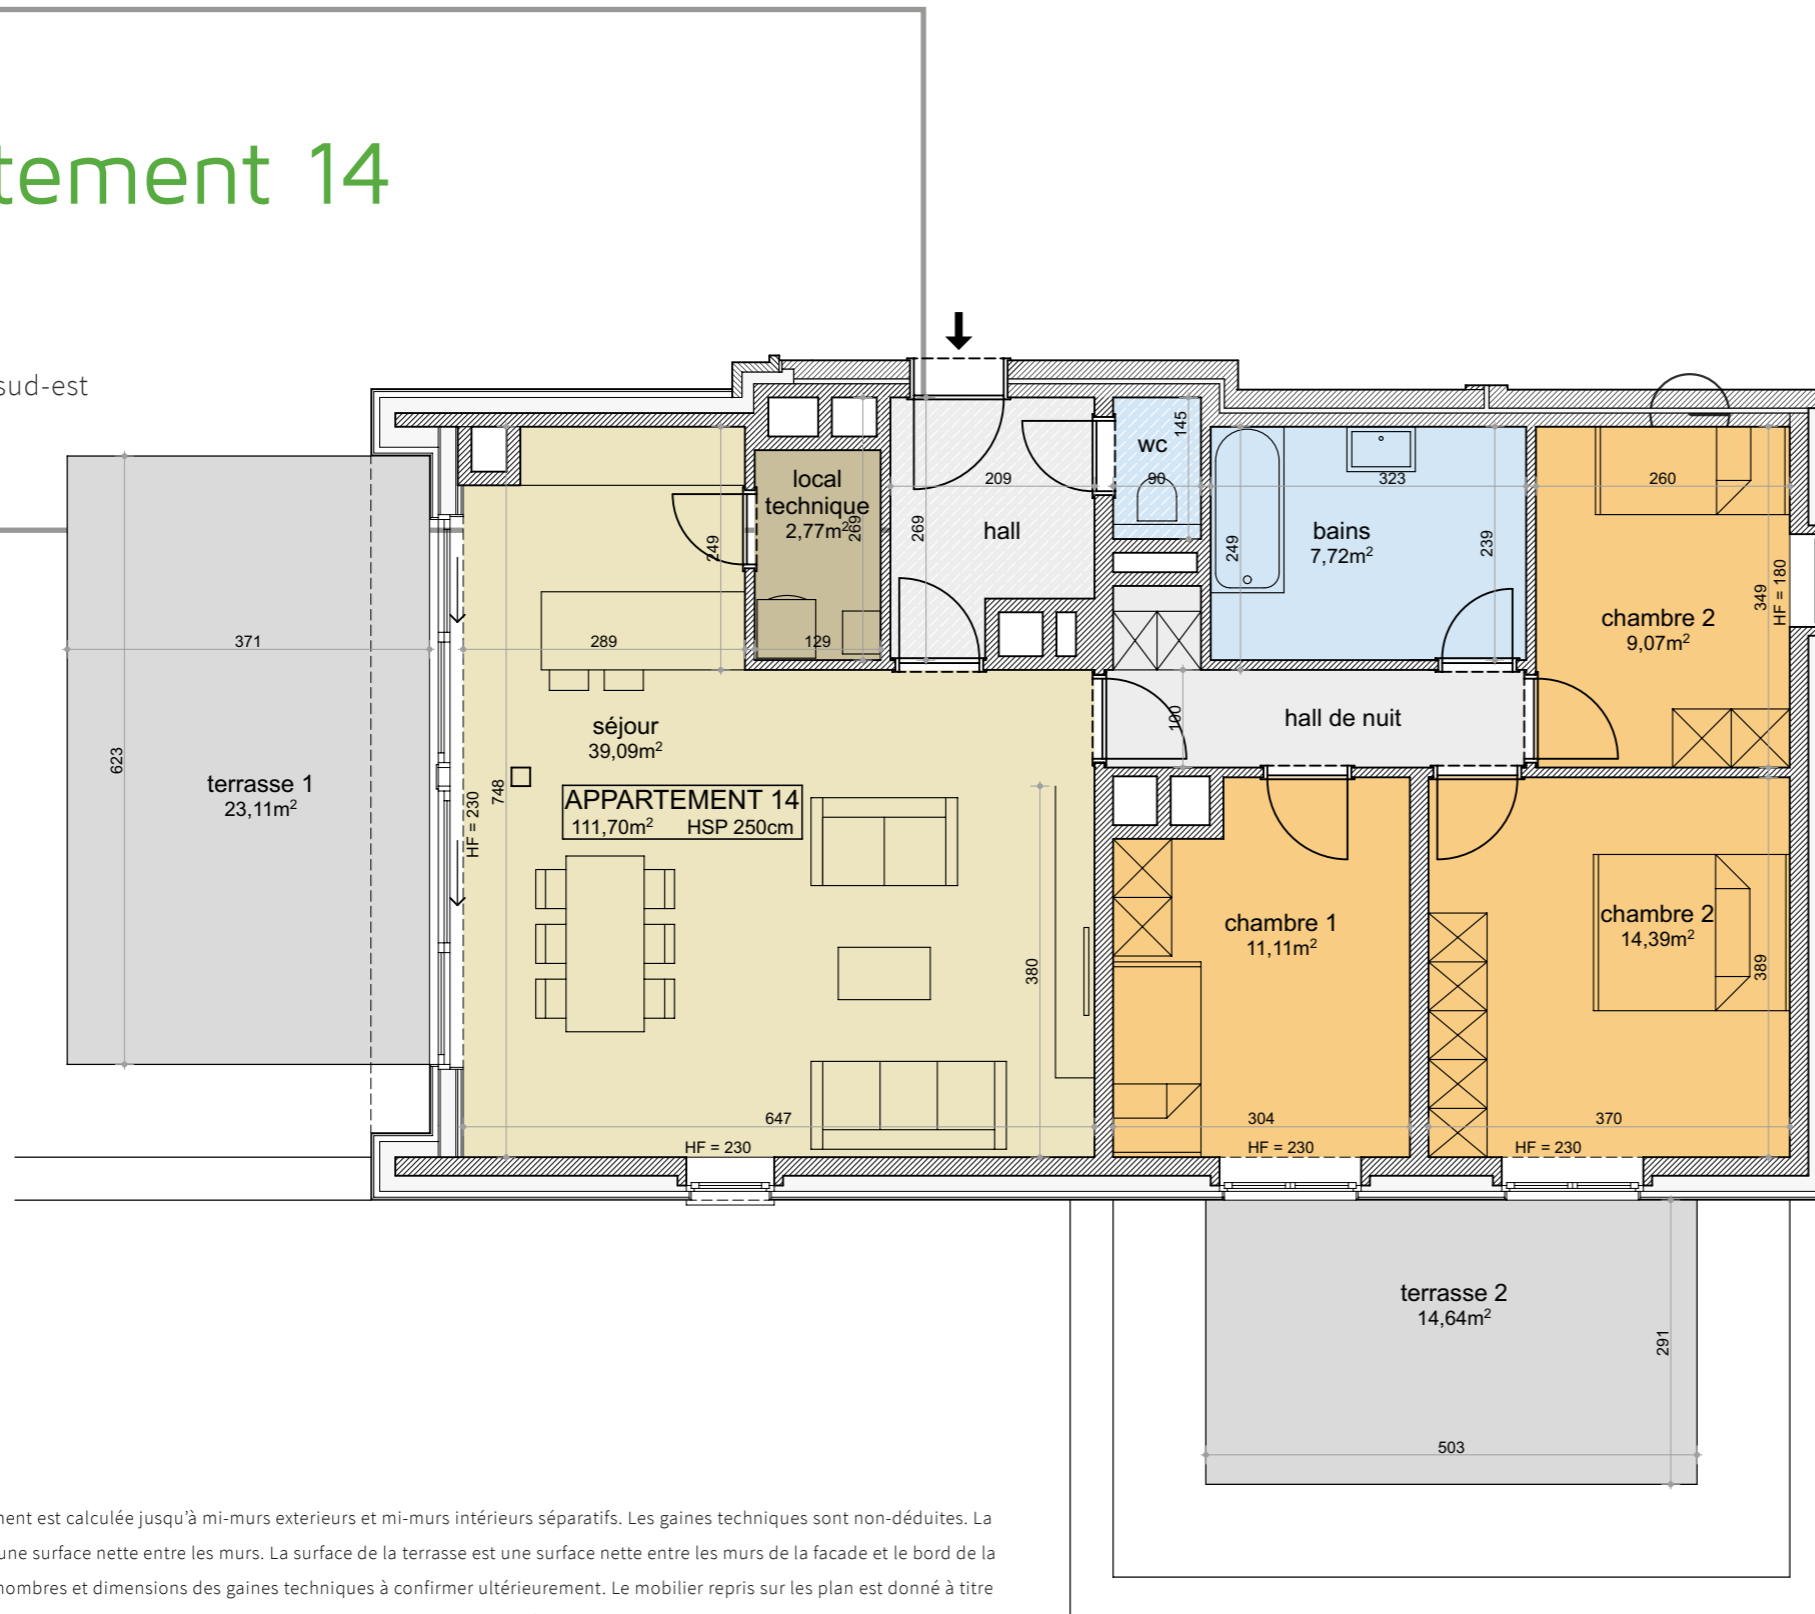 tement 14
sud-est
local
technique
2,77m²
269
249
129
289
hall
209
269
wc
145
90
bains
7,72m²
323
249
239
chambre 2
9,07m²
260
349
HF = 180
hall de nuit
100
séjour
39,09m²
APPARTEMENT 14
111,70m² HSP 250cm
748
HF = 230
380
647
HF = 230
terrasse 1
23,11m²
371
623
chambre 1
11,11m²
304
HF = 230
chambre 2
14,39m²
389
370
HF = 230
terrasse 2
14,64m²
291
503
ment est calculée jusqu'à mi-murs exterieurs et mi-murs intérieurs séparatifs. Les gaines techniques sont non-déduites. La
une surface nette entre les murs. La surface de la terrasse est une surface nette entre les murs de la facade et le bord de la
nombres et dimensions des gaines techniques à confirmer ultérieurement. Le mobilier repris sur les plan est donné à titre